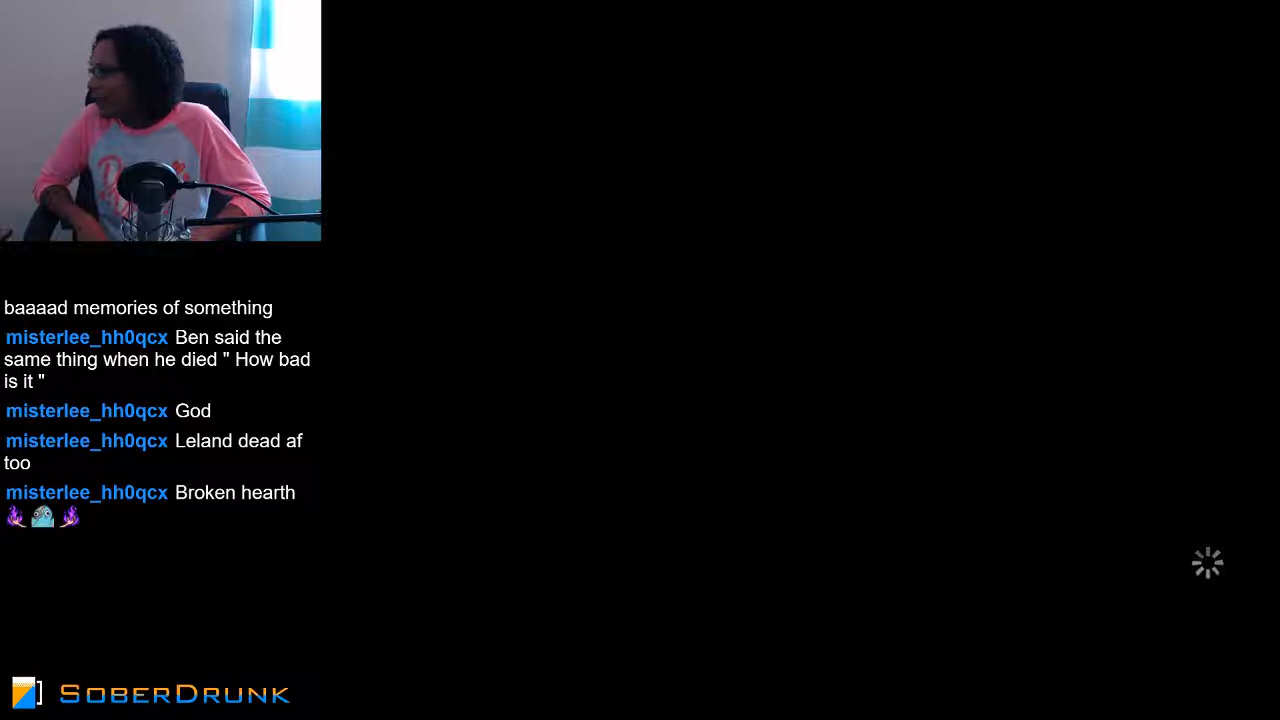 baaaad memories of something
misterlee_hh0qcx Ben said the
same thing when he died " How bad
is it "
misterlee_hh0qcx God
misterlee_hh0qcx Leland dead af
too
misterlee_hh0qcx Broken hearth
SOBERDRUNK